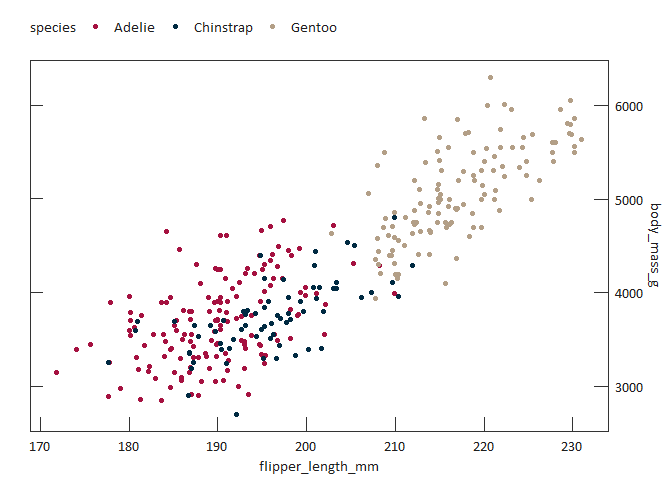 species Adelie Chinstrap Gentoo
6000
5000
4000
3000
body_mass_g
170 180 190 200 210 220 230
flipper_length_mm